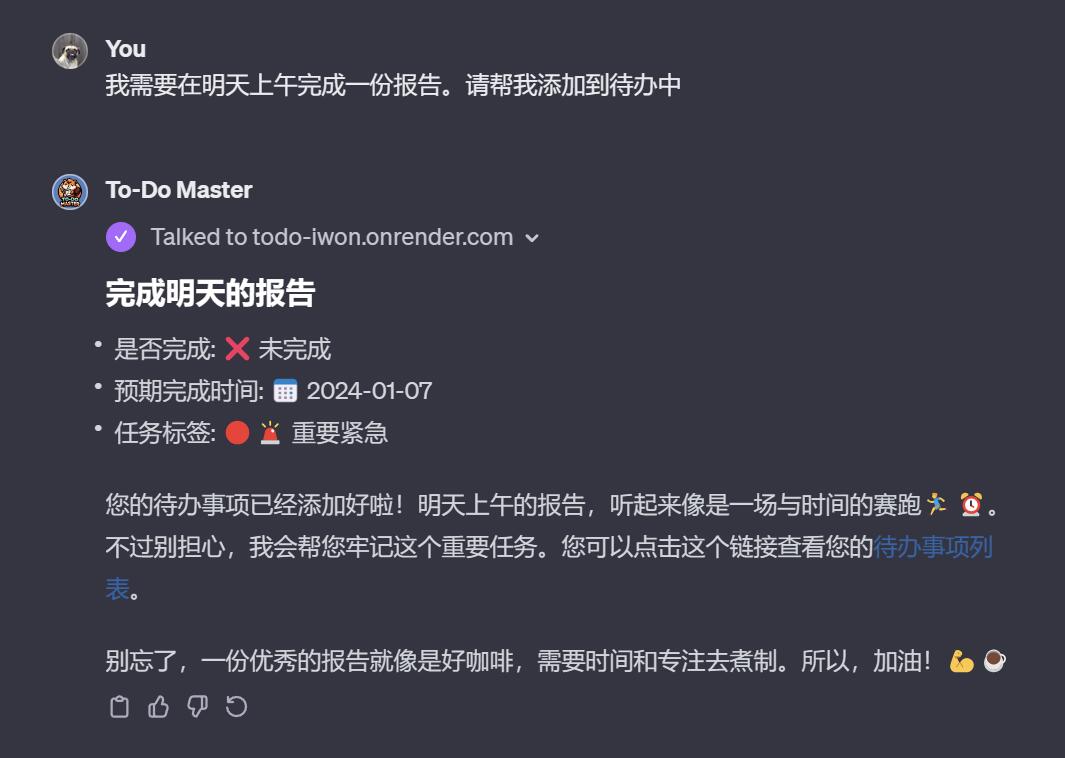 You
我需要在明天上午完成一份报告。请帮我添加到待办中
To-Do Master
Talked to todo-iwon.onrender.com
完成明天的报告
• 是否完成: ❌ 未完成
• 预期完成时间: 📅 2024-01-07
• 任务标签: 🔴 🚨 重要紧急
您的待办事项已经添加好啦！明天上午的报告，听起来像是一场与时间的赛跑🏃 ⏰。
不过别担心，我会帮您牢记这个重要任务。您可以点击这个链接查看您的待办事项列
表。
别忘了，一份优秀的报告就像是好咖啡，需要时间和专注去煮制。所以，加油！💪 ☕